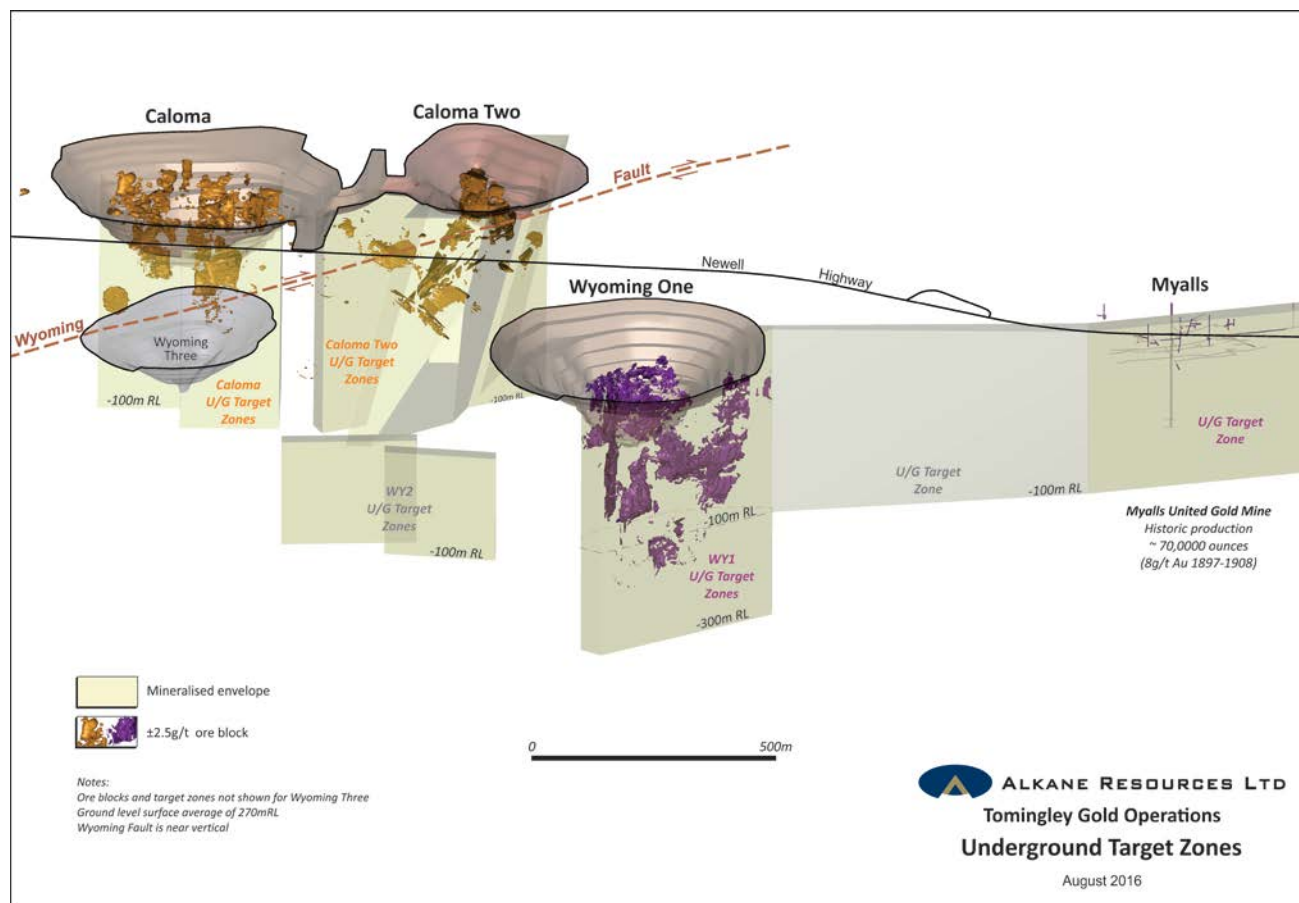 Caloma
Caloma Two
Fault
Newell
Highway
Myalls
Wyoming One
Wyoming
Wyoming
Three
Caloma Two
U/G Target
Zones
Caloma
U/G Target
Zones
-100m RL
-100m RL
U/G Target
Zone
U/G Target
Zone
-100m RL
WY2
U/G Target
Zones
-100m RL
-100m RL
WY1
U/G Target
Zones
-300m RL
Myalls United Gold Mine
Historic production
~ 70,0000 ounces
(8g/t Au 1897-1908)
Mineralised envelope
±2.5g/t ore block
0
500m
Notes:
Ore blocks and target zones not shown for Wyoming Three
Ground level surface average of 270mRL
Wyoming Fault is near vertical
ALKANE RESOURCES LTD
Tomingley Gold Operations
Underground Target Zones
August 2016